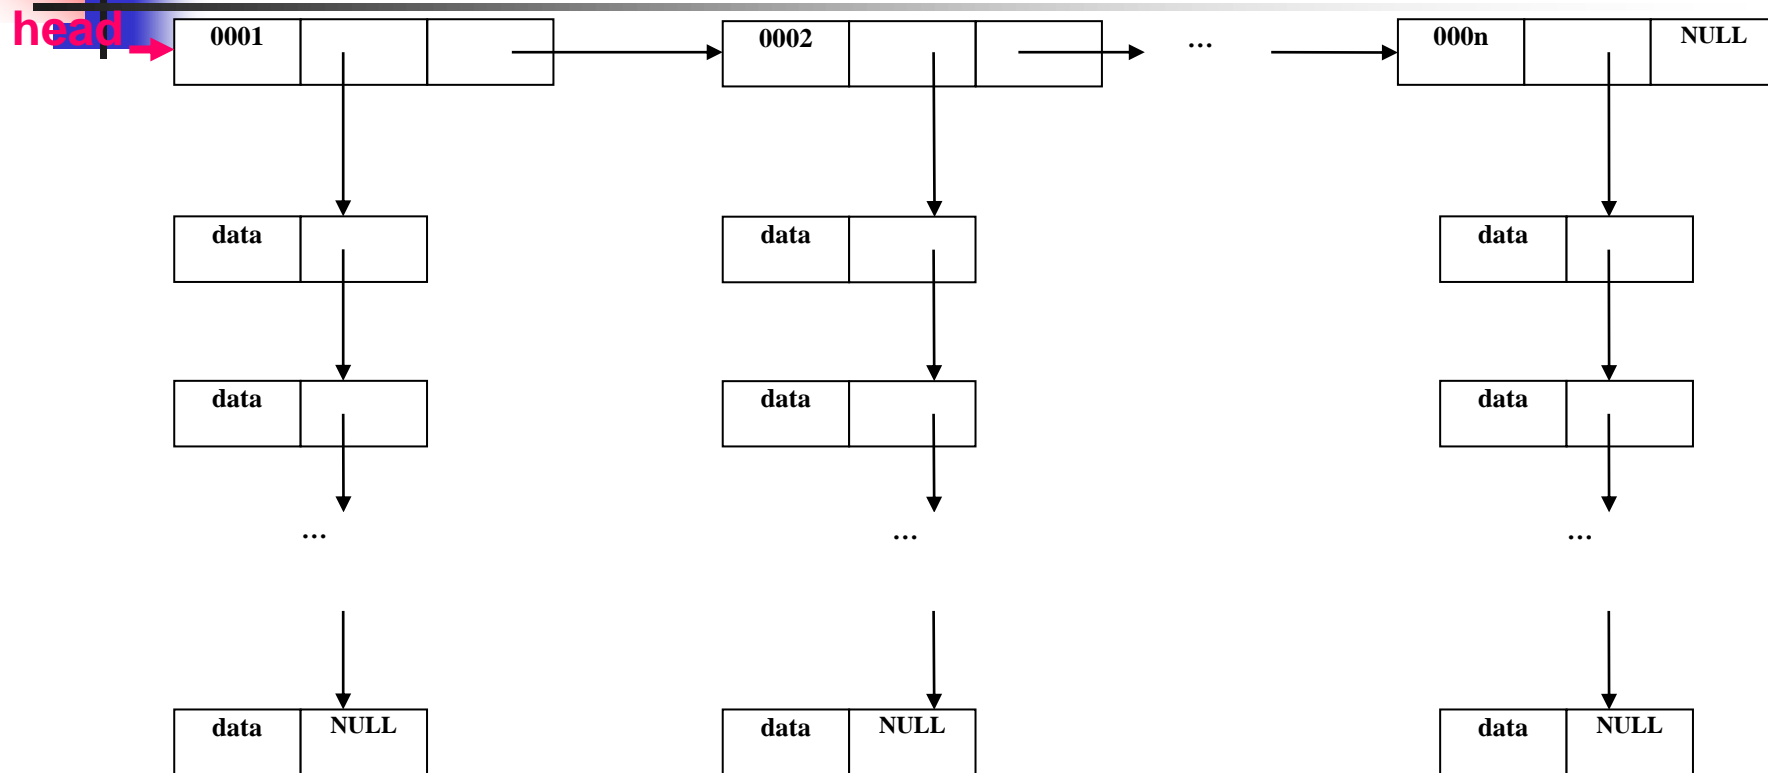 head 0001 0002 ... 000n NULL
data data data
data data data
... ... ...
data NULL data NULL data NULL